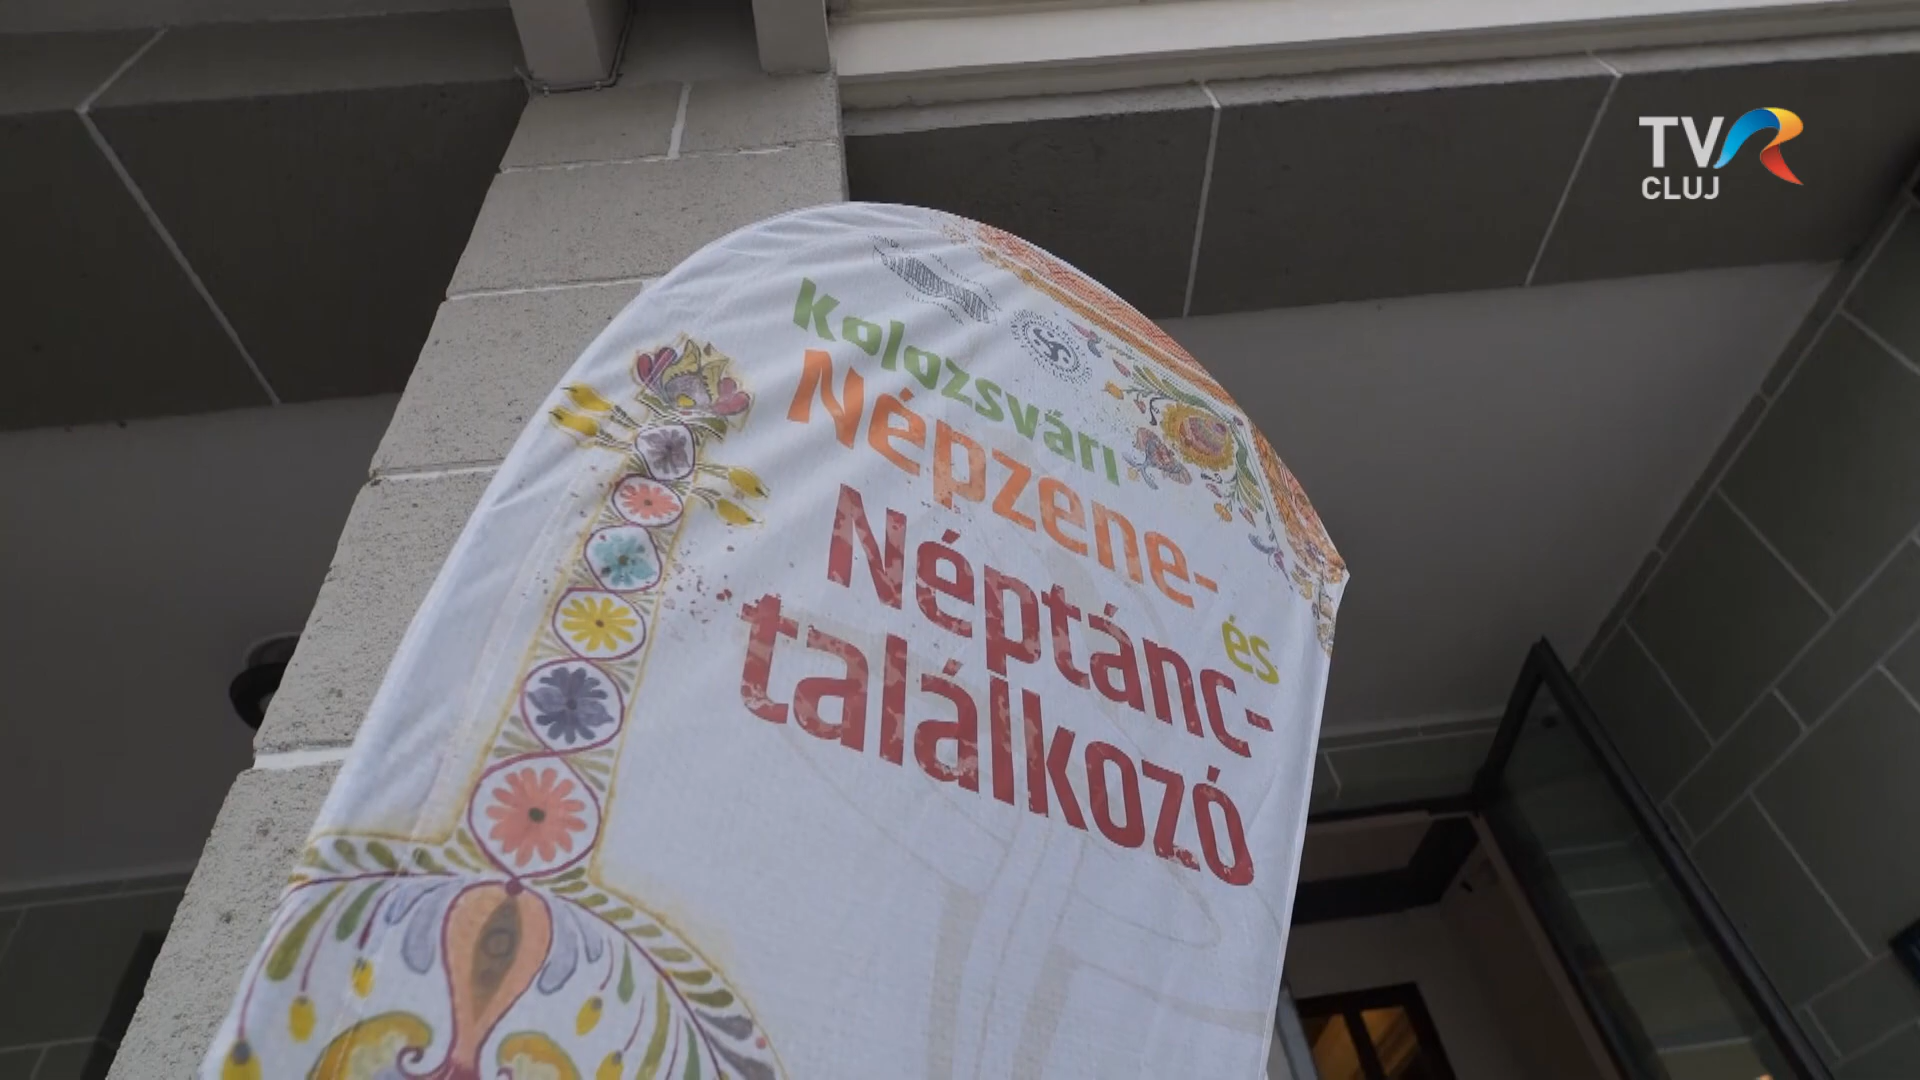 TVR
CLUJ
Kolozsvári
Népzene-
és
Néptánc-
találkozó